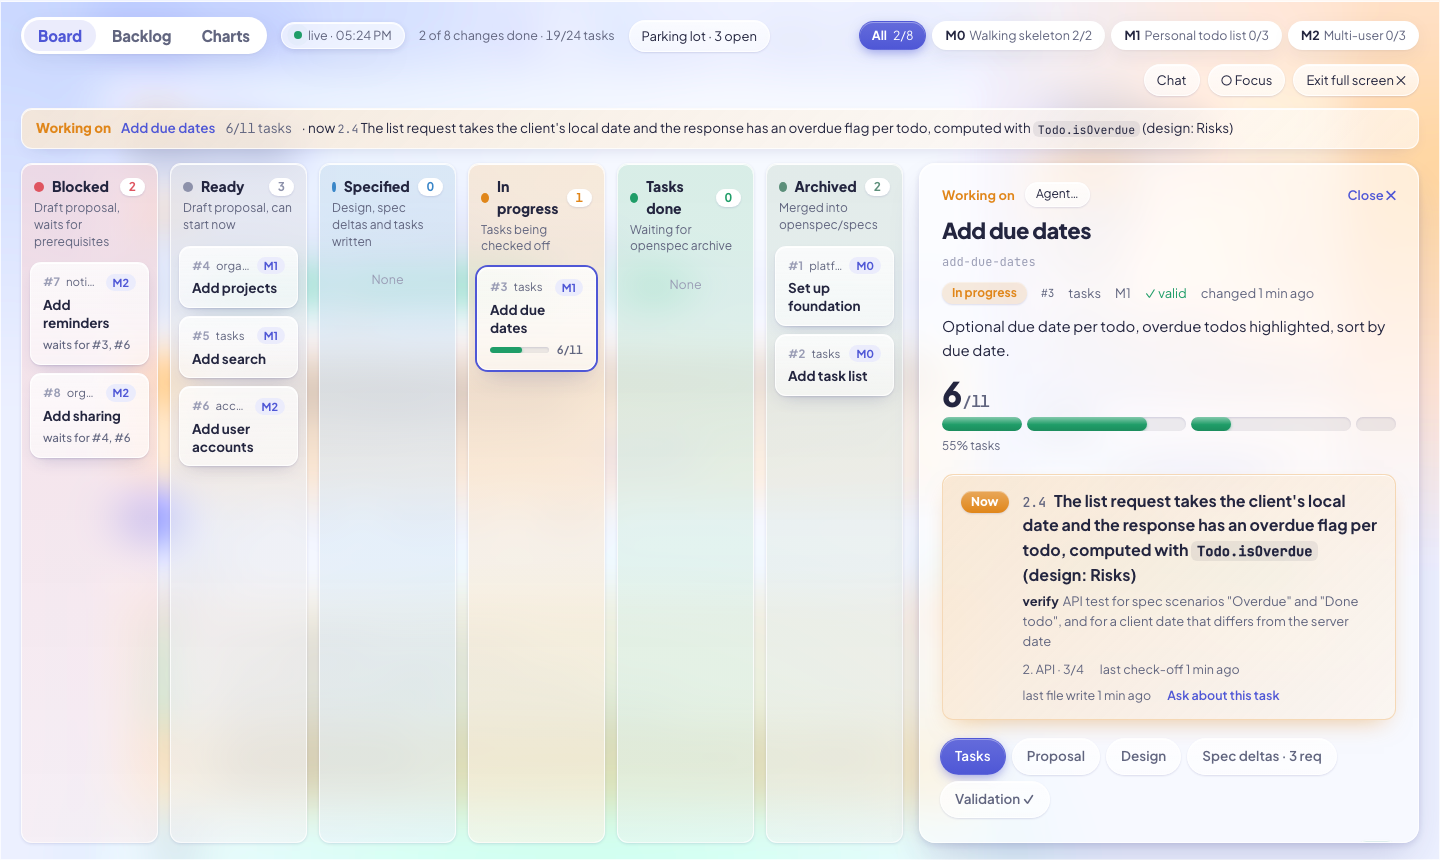 Board Backlog Charts live · 05:24 PM 2 of 8 changes done · 19/24 tasks Parking lot · 3 open All 2/8 M0 Walking skeleton 2/2 M1 Personal todo list 0/3 M2 Multi-user 0/3
Chat Focus Exit full screen ✕
Working on Add due dates 6/11 tasks · now 2.4 The list request takes the client's local date and the response has an overdue flag per todo, computed with Todo.isOverdue (design: Risks)
Blocked 2
Draft proposal,
waits for
prerequisites
#7 noti... M2
Add
reminders
waits for #3, #6
#8 org... M2
Add sharing
waits for #4, #6
Ready 3
Draft proposal, can
start now
#4 orga... M1
Add projects
#5 tasks M1
Add search
#6 acc... M2
Add user
accounts
Specified 0
Design, spec
deltas and tasks
written
None
In
progress 1
Tasks being
checked off
#3 tasks M1
Add due
dates
6/11
Tasks
done 0
Waiting for
openspec archive
None
Archived 2
Merged into
openspec/specs
#1 platf... M0
Set up
foundation
#2 tasks M0
Add task list
Working on Agent... Close ✕
Add due dates
add-due-dates
In progress #3 tasks M1 ✓ valid changed 1 min ago
Optional due date per todo, overdue todos highlighted, sort by
due date.
6/11
55% tasks
Now 2.4 The list request takes the client's local
date and the response has an overdue flag per
todo, computed with Todo.isOverdue
(design: Risks)
verify API test for spec scenarios "Overdue" and "Done
todo", and for a client date that differs from the server
date
2. API · 3/4 last check-off 1 min ago
last file write 1 min ago Ask about this task
Tasks Proposal Design Spec deltas · 3 req
Validation ✓